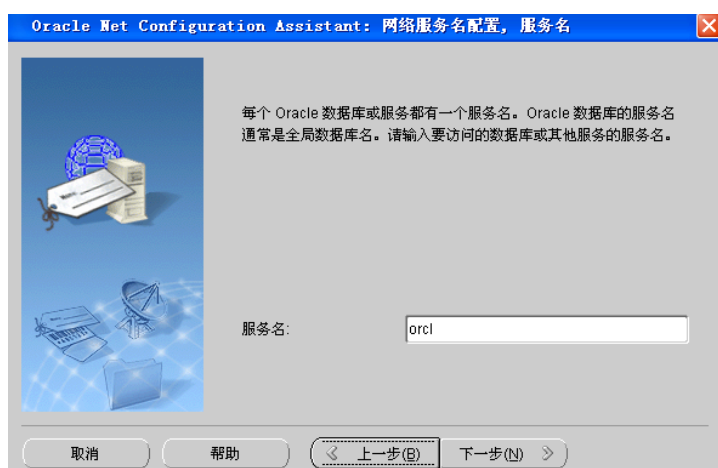 Oracle Net Configuration Assistant: 网络服务名配置, 服务名
每个 Oracle 数据库或服务都有一个服务名。Oracle 数据库的服务名
通常是全局数据库名。请输入要访问的数据库或其他服务的服务名。
服务名:
orcl
取消
帮助
上一步(B)
下一步(N)